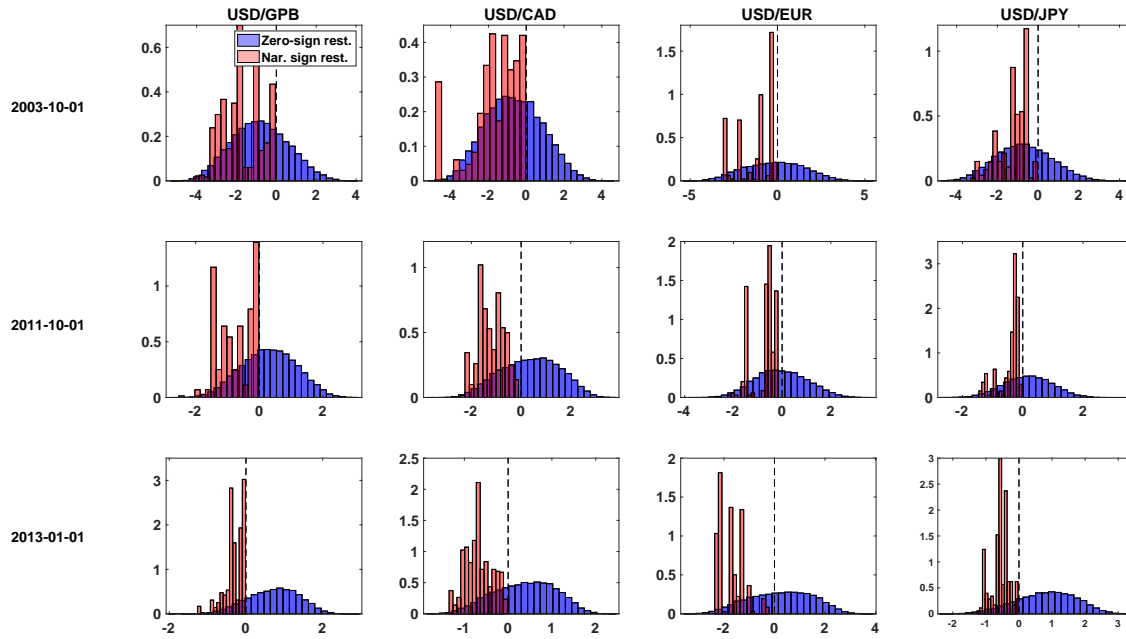 USD/GPB USD/CAD USD/EUR USD/JPY
Zero-sign rest.
Nar. sign rest.
2003-10-01
0 0.2 0.4 0.6
-4 -2 0 2 4
0 0.1 0.2 0.3 0.4
-4 -2 0 2 4
0 0.5 1 1.5
-5 0 5
0 0.5 1
-4 -2 0 2 4
2011-10-01
0 0.5 1
-2 0 2
0 0.5 1
-2 0 2
0 0.5 1 1.5 2
-4 -2 0 2
0 1 2 3
-2 0 2
2013-01-01
0 1 2 3
-2 0 2
0 0.5 1 1.5 2 2.5
-1 0 1 2
0 0.5 1 1.5 2
-2 0 2 4
0 0.5 1 1.5 2 2.5 3
-2 -1 0 1 2 3